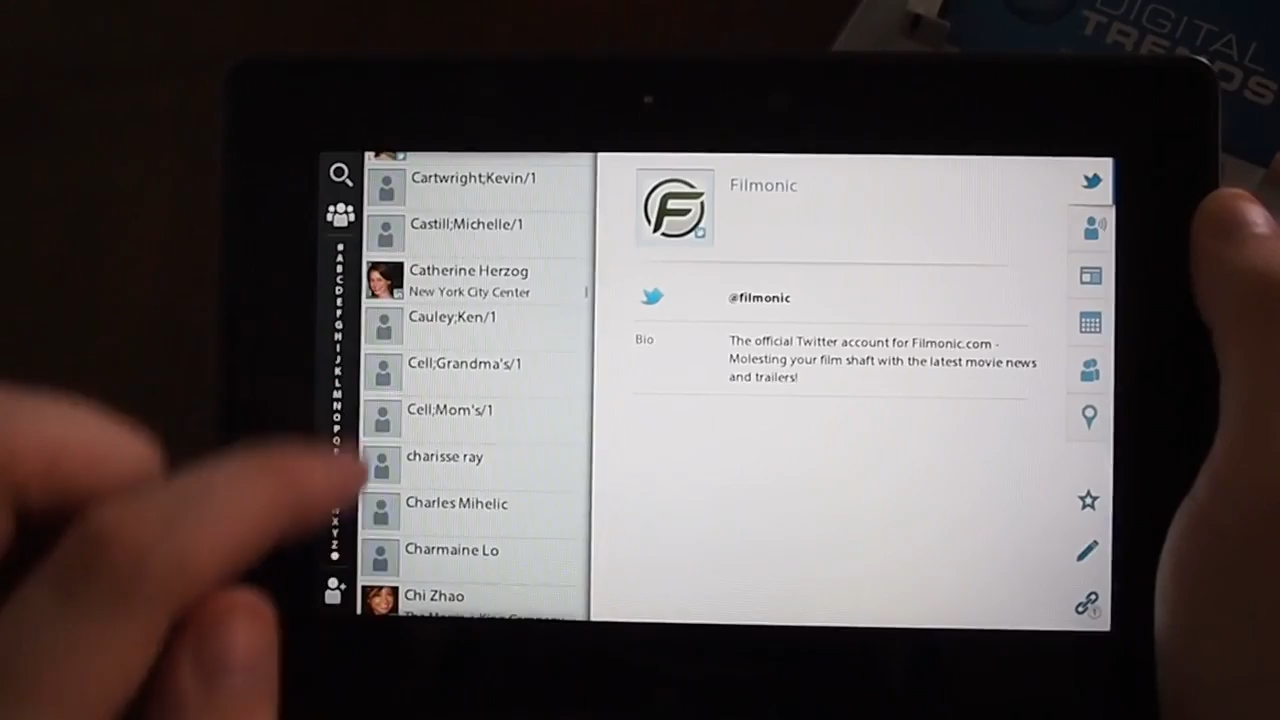 DIGITAL
TRENDS
Cartwright;Kevin/1
Castill;Michelle/1
Catherine Herzog
New York City Center
Cauley;Ken/1
Cell;Grandma's/1
Cell;Mom's/1
charisse ray
Charles Mihelic
Charmaine Lo
Chi Zhao
#
A
B
C
D
E
F
G
H
I
J
K
L
M
N
O
P
Q
X
Y
Z
F
Filmonic
@filmonic
Bio
The official Twitter account for Filmonic.com -
Molesting your film shaft with the latest movie news
and trailers!